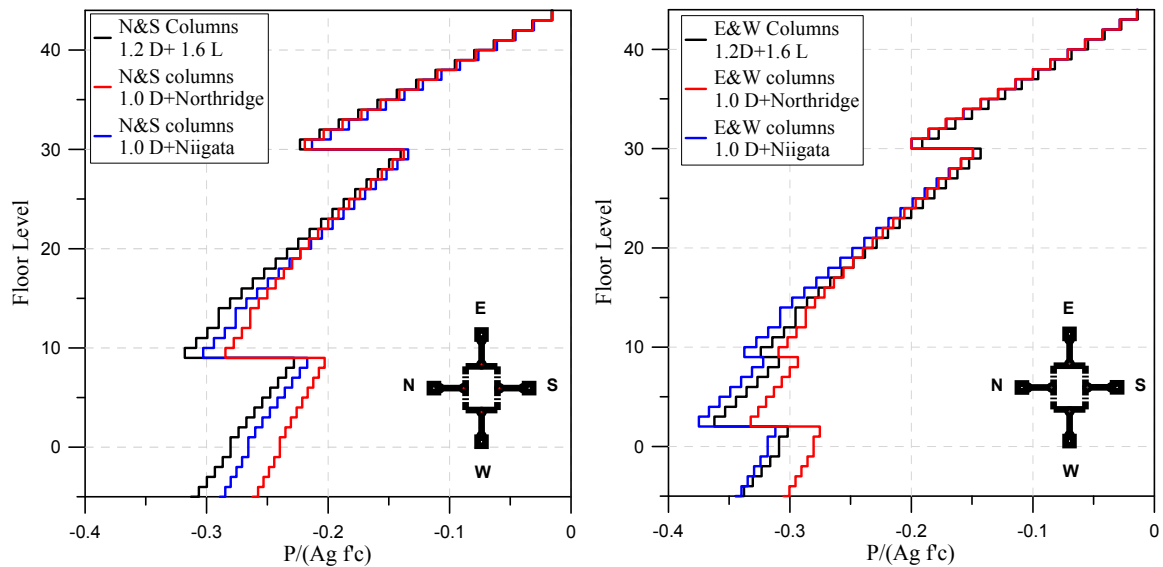 N&S Columns
1.2 D+ 1.6 L
N&S columns
1.0 D+Northridge
N&S columns
1.0 D+Niigata
40
30
20
10
0
Floor Level
E
N
S
W
-0.4
-0.3
-0.2
-0.1
0
P/(Ag f'c)
E&W Columns
1.2D+1.6 L
E&W columns
1.0 D+Northridge
E&W columns
1.0 D+Niigata
40
30
20
10
0
Floor Level
E
N
S
W
-0.4
-0.3
-0.2
-0.1
0
P/(Ag f'c)